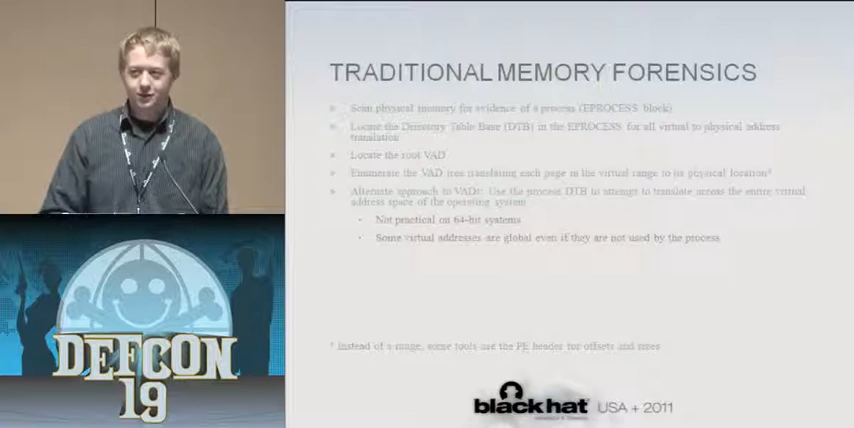 TRADITIONAL MEMORY FORENSICS
Scan physical memory for evidence of a process (EPROCESS block)
Locate the Directory Table Base (DTB) in the EPROCESS for all virtual to physical address
translation
Locate the root VAD
Enumerate the VAD tree translating each page in the virtual range to its physical location*
Alternate approach to VADs: Use the process DTB to attempt to translate across the entire virtual
address space of the operating system
Not practical on 64-bit systems
Some virtual addresses are global even if they are not used by the process
* Instead of a range, some tools use the PE header for offsets and sizes
DEFCON
19
black hat USA + 2011